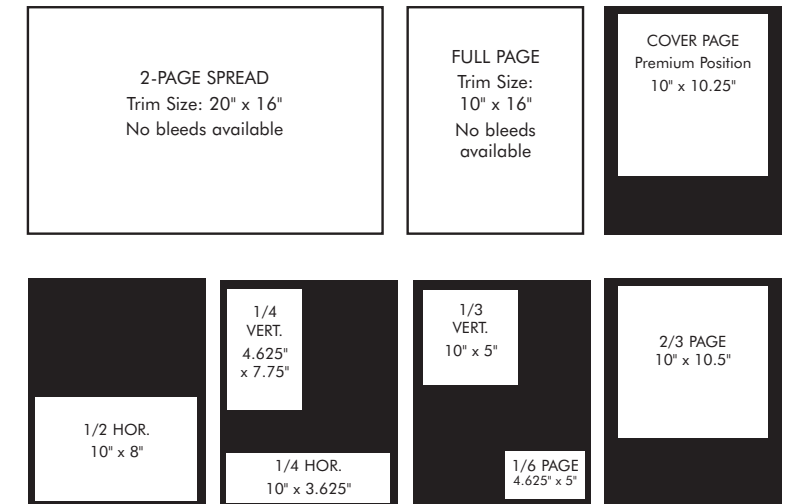 2-PAGE SPREAD
Trim Size: 20" x 16"
No bleeds available
FULL PAGE
Trim Size:
10" x 16"
No bleeds
available
COVER PAGE
Premium Position
10" x 10.25"
1/2 HOR.
10" x 8"
1/4
VERT.
4.625"
x 7.75"
1/4 HOR.
10" x 3.625"
1/3
VERT.
10" x 5"
1/6 PAGE
4.625" x 5"
2/3 PAGE
10" x 10.5"